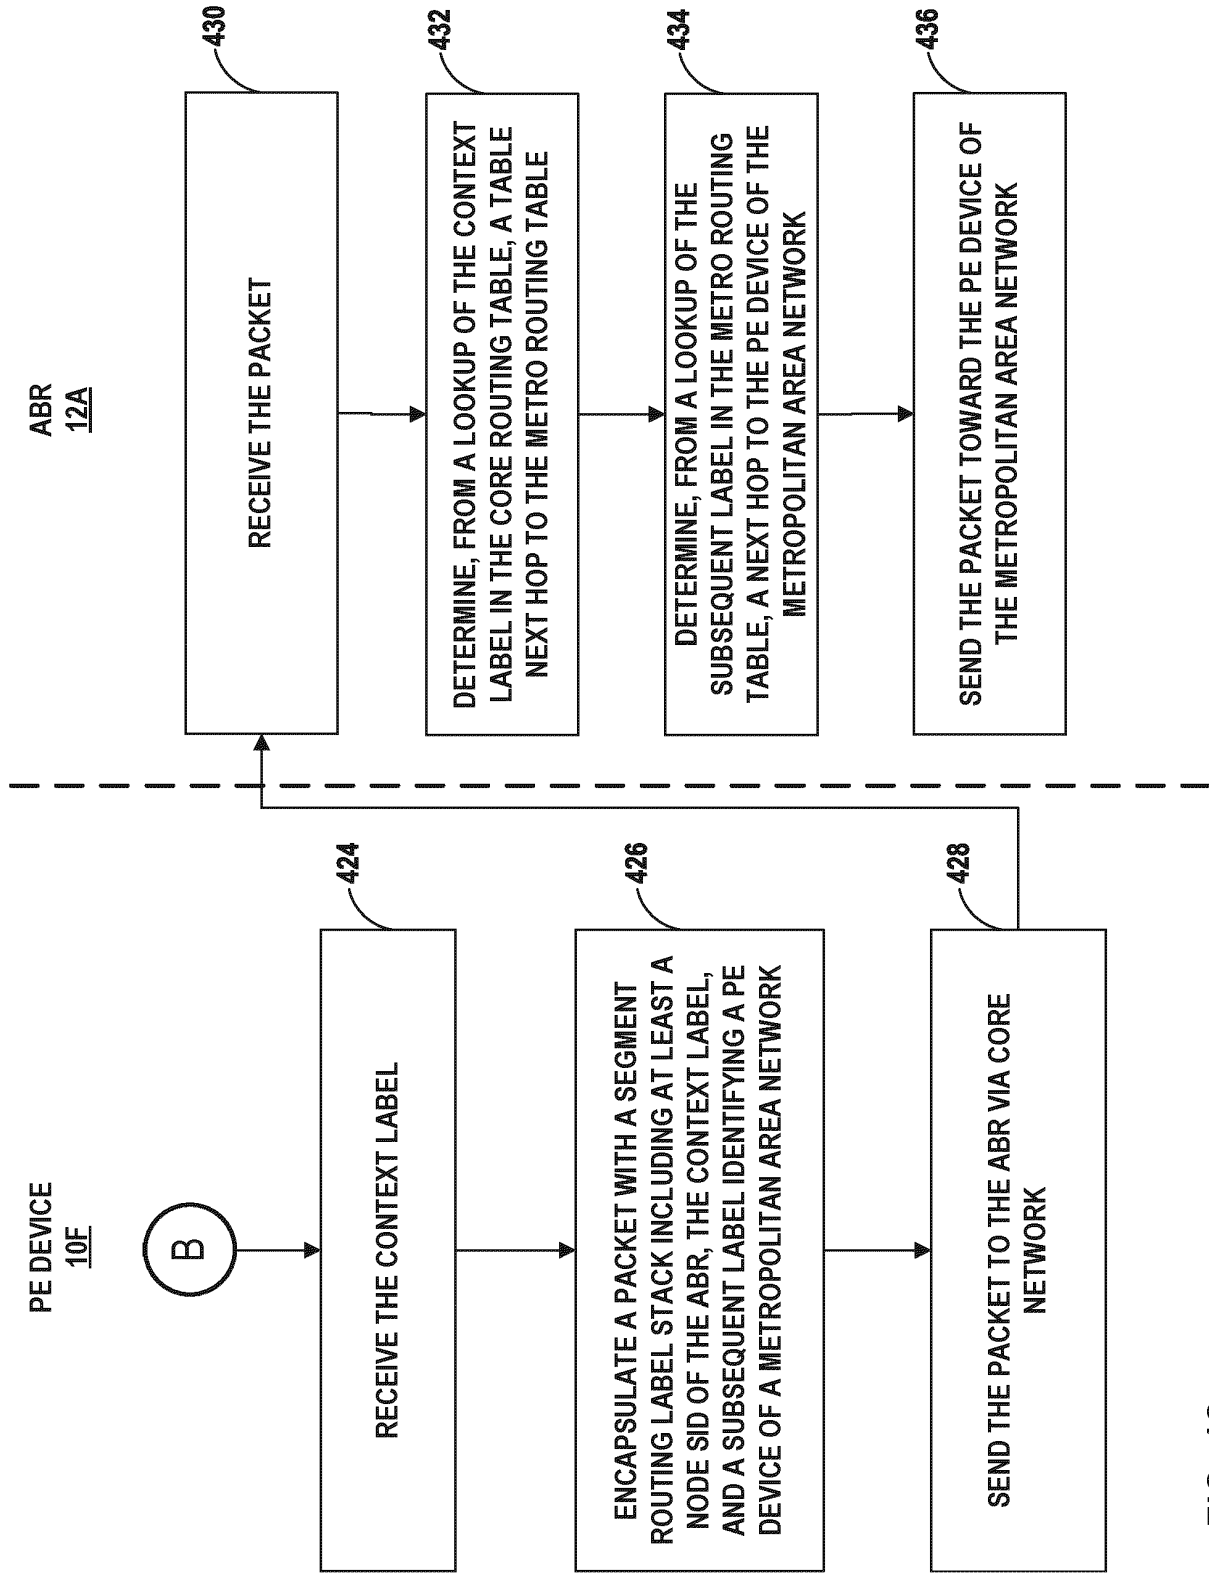 PE DEVICE
10F
B
424
RECEIVE THE CONTEXT LABEL
426
ENCAPSULATE A PACKET WITH A SEGMENT
ROUTING LABEL STACK INCLUDING AT LEAST A
NODE SID OF THE ABR, THE CONTEXT LABEL,
AND A SUBSEQUENT LABEL IDENTIFYING A PE
DEVICE OF A METROPOLITAN AREA NETWORK
428
SEND THE PACKET TO THE ABR VIA CORE
NETWORK
ABR
12A
430
RECEIVE THE PACKET
432
DETERMINE, FROM A LOOKUP OF THE CONTEXT
LABEL IN THE CORE ROUTING TABLE, A TABLE
NEXT HOP TO THE METRO ROUTING TABLE
434
DETERMINE, FROM A LOOKUP OF THE
SUBSEQUENT LABEL IN THE METRO ROUTING
TABLE, A NEXT HOP TO THE PE DEVICE OF THE
METROPOLITAN AREA NETWORK
436
SEND THE PACKET TOWARD THE PE DEVICE OF
THE METROPOLITAN AREA NETWORK